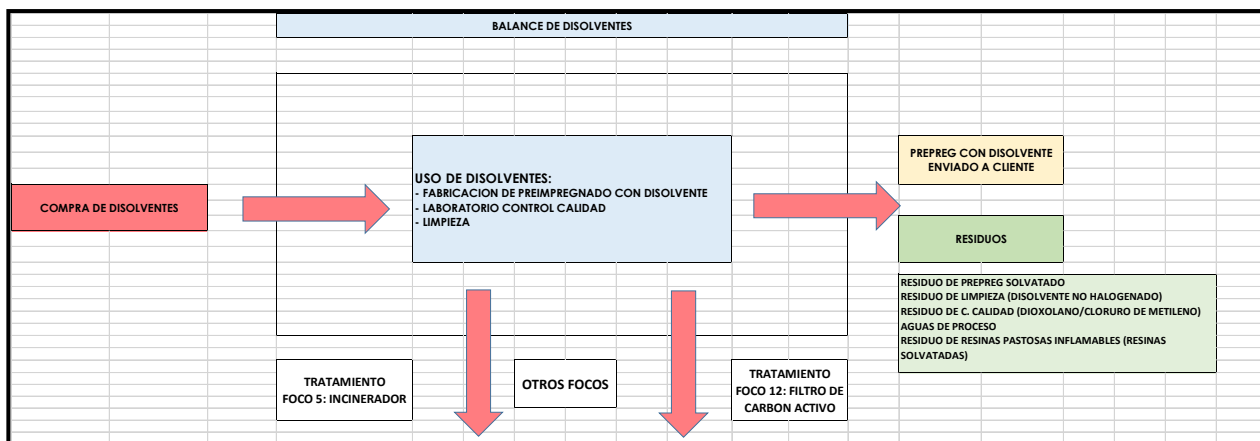 BALANCE DE DISOLVENTES
COMPRA DE DISOLVENTES
USO DE DISOLVENTES:
- FABRICACION DE PREIMPREGNADO CON DISOLVENTE
- LABORATORIO CONTROL CALIDAD
- LIMPIEZA
PREPREG CON DISOLVENTE
ENVIADO A CLIENTE
RESIDUOS
RESIDUO DE PREPREG SOLVATADO
RESIDUO DE LIMPIEZA (DISOLVENTE NO HALOGENADO)
RESIDUO DE C. CALIDAD (DIOXOLANO/CLORURO DE METILENO)
AGUAS DE PROCESO
RESIDUO DE RESINAS PASTOSAS INFLAMABLES (RESINAS
SOLVATADAS)
TRATAMIENTO
FOCO 5: INCINERADOR
OTROS FOCOS
TRATAMIENTO
FOCO 12: FILTRO DE
CARBON ACTIVO